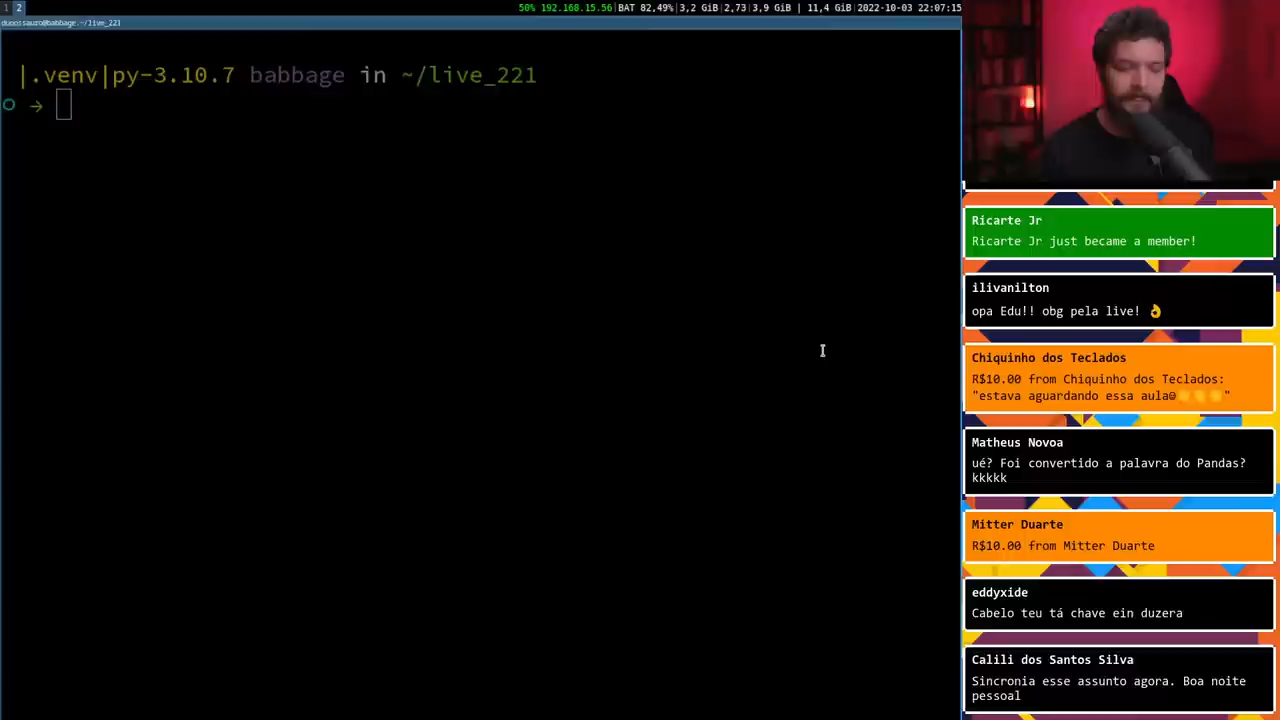 1 2
50% 192.168.15.56|BAT 82,49%|3,2 GiB|2,73|3,9 GiB | 11,4 GiB|2022-10-03 22:07:15
|.venv|py-3.10.7 babbage in ~/live_221
→
Ricarte Jr
Ricarte Jr just became a member!
ilivanilton
opa Edu!! obg pela live! 👌
Chiquinho dos Teclados
R$10.00 from Chiquinho dos Teclados:
"estava aguardando essa aula👏👏👏"
Matheus Novoa
ué? Foi convertido a palavra do Pandas?
kkkkk
Mitter Duarte
R$10.00 from Mitter Duarte
eddyxide
Cabelo teu tá chave ein duzera
Calili dos Santos Silva
Sincronia esse assunto agora. Boa noite
pessoal